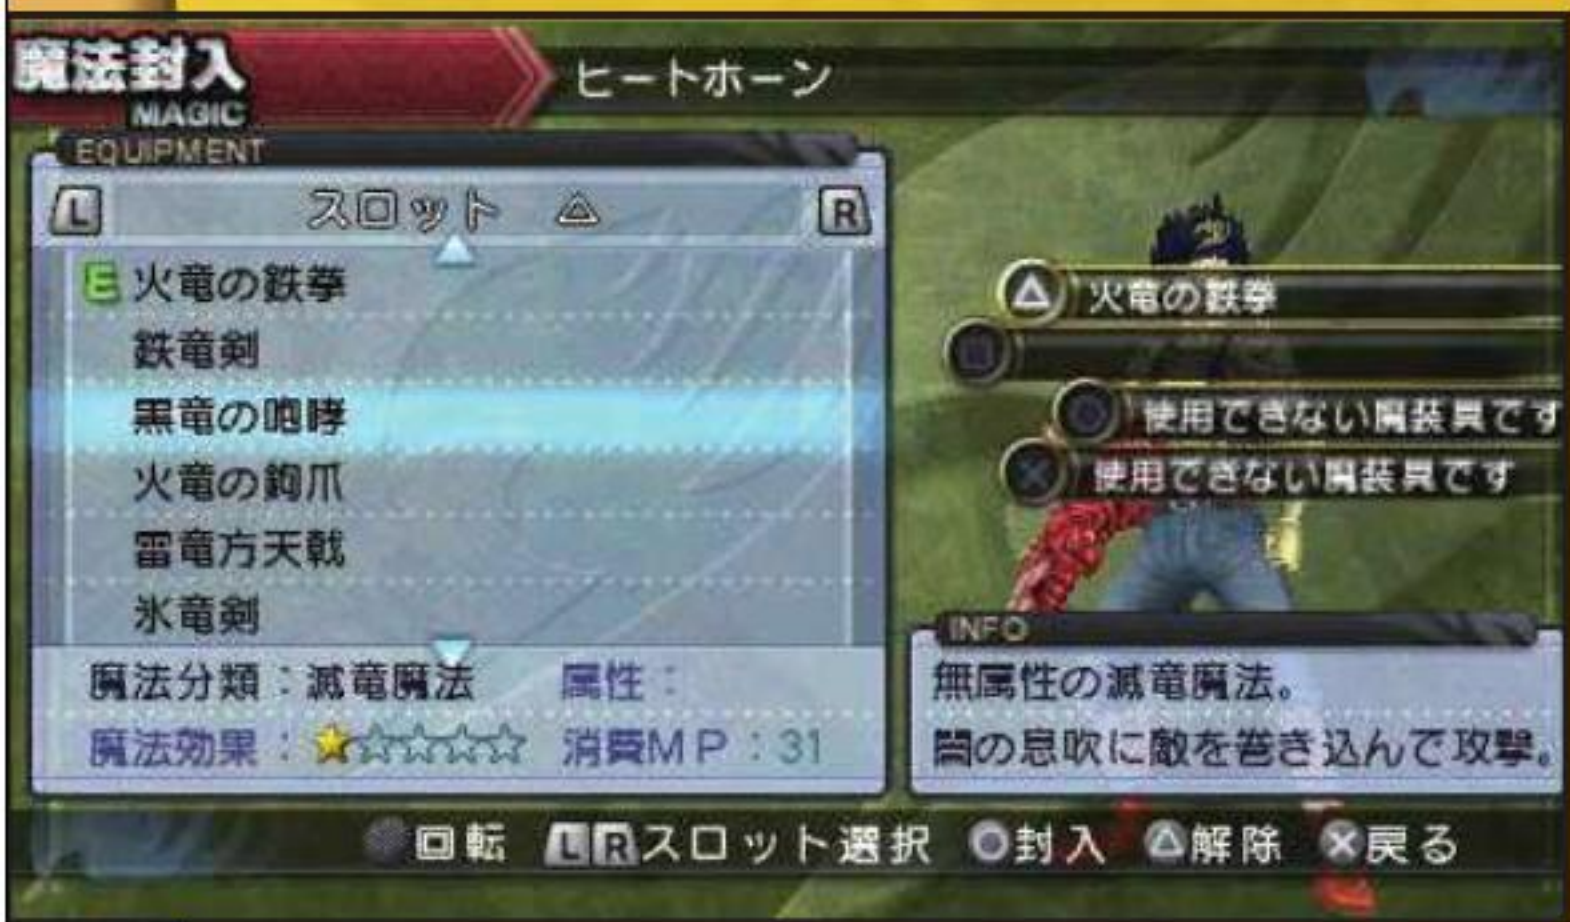 魔法封入
MAGIC
ヒートホーン
EQUIPMENT
L スロット △ R
E 火竜の鉄拳
鉄竜剣
黒竜の咆哮
火竜の鉤爪
雷竜方天戟
氷竜剣
魔法分類：滅竜魔法 属性：
魔法効果：★☆☆☆☆ 消費MP：31
△ 火竜の鉄拳
□
○ 使用できない魔装具です
× 使用できない魔装具です
INFO
無属性の滅竜魔法。
闇の息吹に敵を巻き込んで攻撃。
回転 LRスロット選択 ○封入 △解除 ×戻る